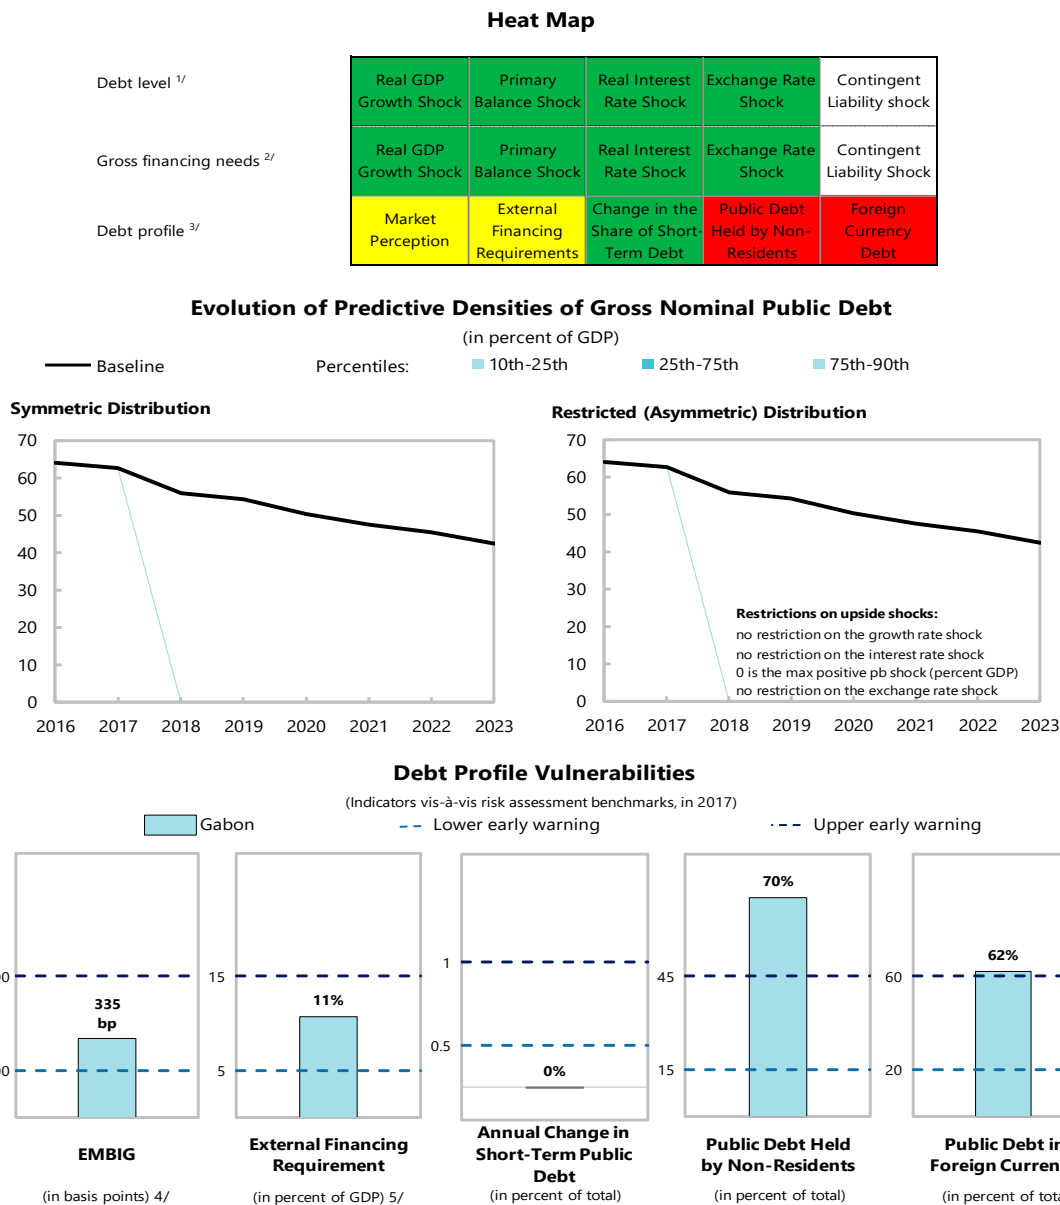 Heat Map
Debt level 1/
Real GDP Growth Shock
Primary Balance Shock
Real Interest Rate Shock
Exchange Rate Shock
Contingent Liability shock
Gross financing needs 2/
Real GDP Growth Shock
Primary Balance Shock
Real Interest Rate Shock
Exchange Rate Shock
Contingent Liability Shock
Debt profile 3/
Market Perception
External Financing Requirements
Change in the Share of Short-Term Debt
Public Debt Held by Non-Residents
Foreign Currency Debt
Evolution of Predictive Densities of Gross Nominal Public Debt
(in percent of GDP)
Baseline
Percentiles:
10th-25th
25th-75th
75th-90th
Symmetric Distribution
70
60
50
40
30
20
10
0
2016 2017 2018 2019 2020 2021 2022 2023
Restricted (Asymmetric) Distribution
70
60
50
40
30
20
10
0
Restrictions on upside shocks:
no restriction on the growth rate shock
no restriction on the interest rate shock
0 is the max positive pb shock (percent GDP)
no restriction on the exchange rate shock
2016 2017 2018 2019 2020 2021 2022 2023
Debt Profile Vulnerabilities
(Indicators vis-à-vis risk assessment benchmarks, in 2017)
Gabon
Lower early warning
Upper early warning
335
bp
EMBIG
(in basis points) 4/
15
11%
5
External Financing
Requirement
(in percent of GDP) 5/
1
0.5
0%
Annual Change in
Short-Term Public
Debt
(in percent of total)
70%
45
15
Public Debt Held
by Non-Residents
(in percent of total)
62%
60
20
Public Debt in
Foreign Curren
(in percent of tota